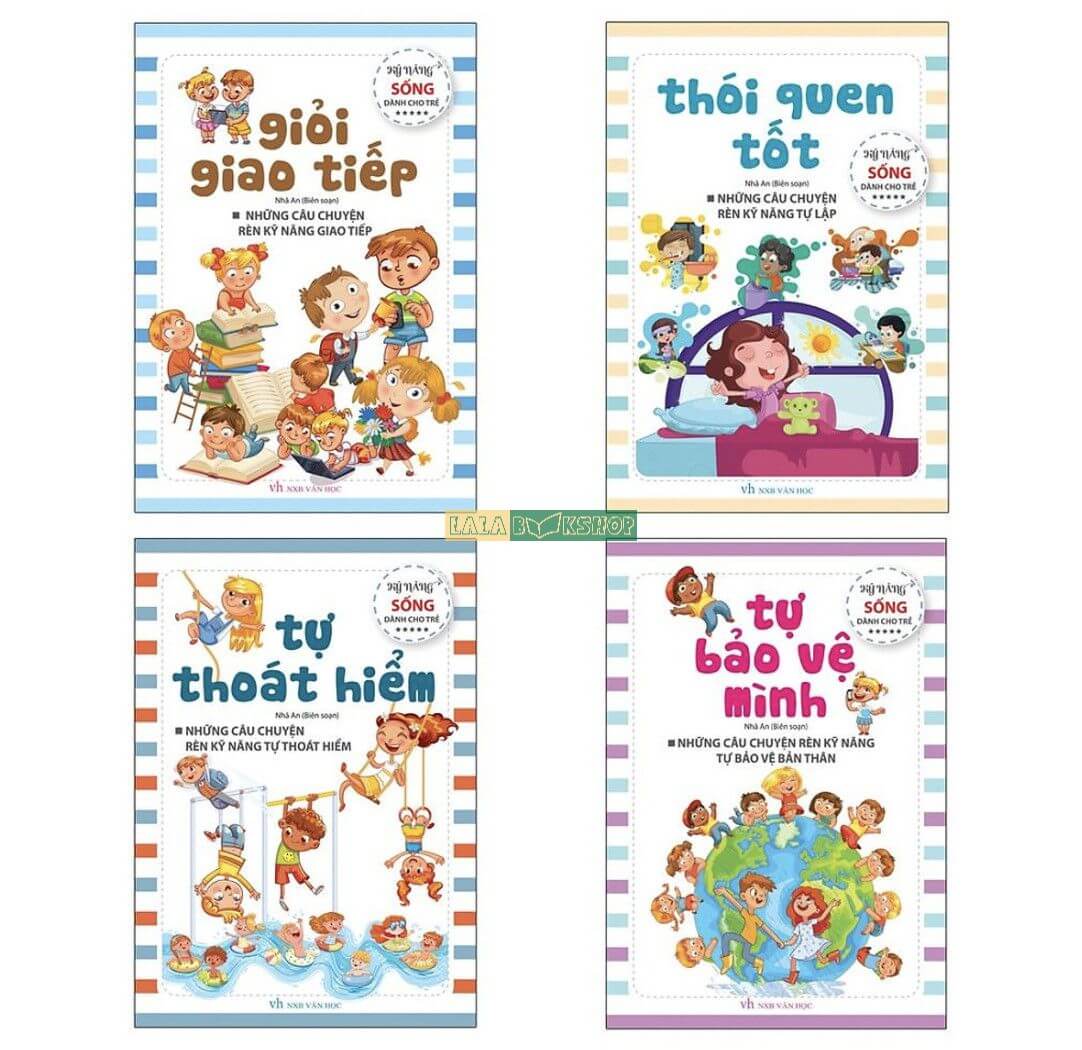 Kỹ năng
SỐNG
DÀNH CHO TRẺ
giỏi
giao tiếp
Nhã An (Biên soạn)
NHỮNG CÂU CHUYỆN
RÈN KỸ NĂNG GIAO TIẾP
vh NXB VĂN HỌC
thói quen
tốt
Kỹ năng
SỐNG
DÀNH CHO TRẺ
Nhã An (Biên soạn)
NHỮNG CÂU CHUYỆN
RÈN KỸ NĂNG TỰ LẬP
vh NXB VĂN HỌC
LALA BOOKSHOP
Kỹ năng
SỐNG
DÀNH CHO TRẺ
tự
thoát hiểm
Nhã An (Biên soạn)
NHỮNG CÂU CHUYỆN
RÈN KỸ NĂNG TỰ THOÁT HIỂM
vh NXB VĂN HỌC
Kỹ năng
SỐNG
DÀNH CHO TRẺ
tự
bảo vệ
mình
Nhã An (Biên soạn)
NHỮNG CÂU CHUYỆN RÈN KỸ NĂNG
TỰ BẢO VỆ BẢN THÂN
vh NXB VĂN HỌC